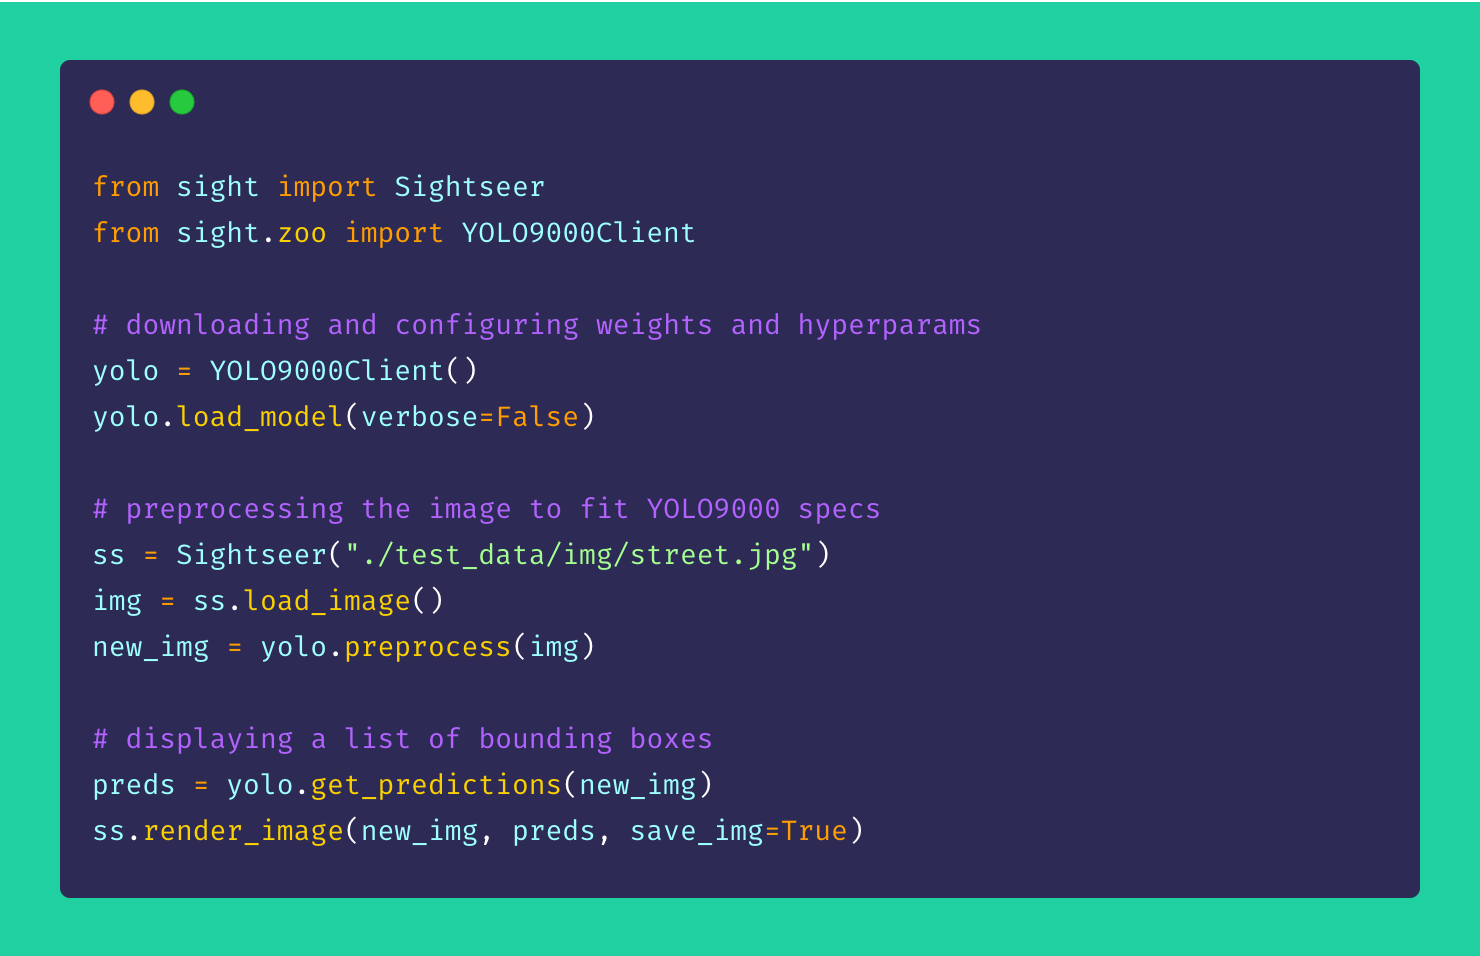 from sight import Sightseer
from sight.zoo import YOLO9000Client
# downloading and configuring weights and hyperparams
yolo = YOLO9000Client()
yolo.load_model(verbose=False)
# preprocessing the image to fit YOLO9000 specs
ss = Sightseer("./test_data/img/street.jpg")
img = ss.load_image()
new_img = yolo.preprocess(img)
# displaying a list of bounding boxes
preds = yolo.get_predictions(new_img)
ss.render_image(new_img, preds, save_img=True)